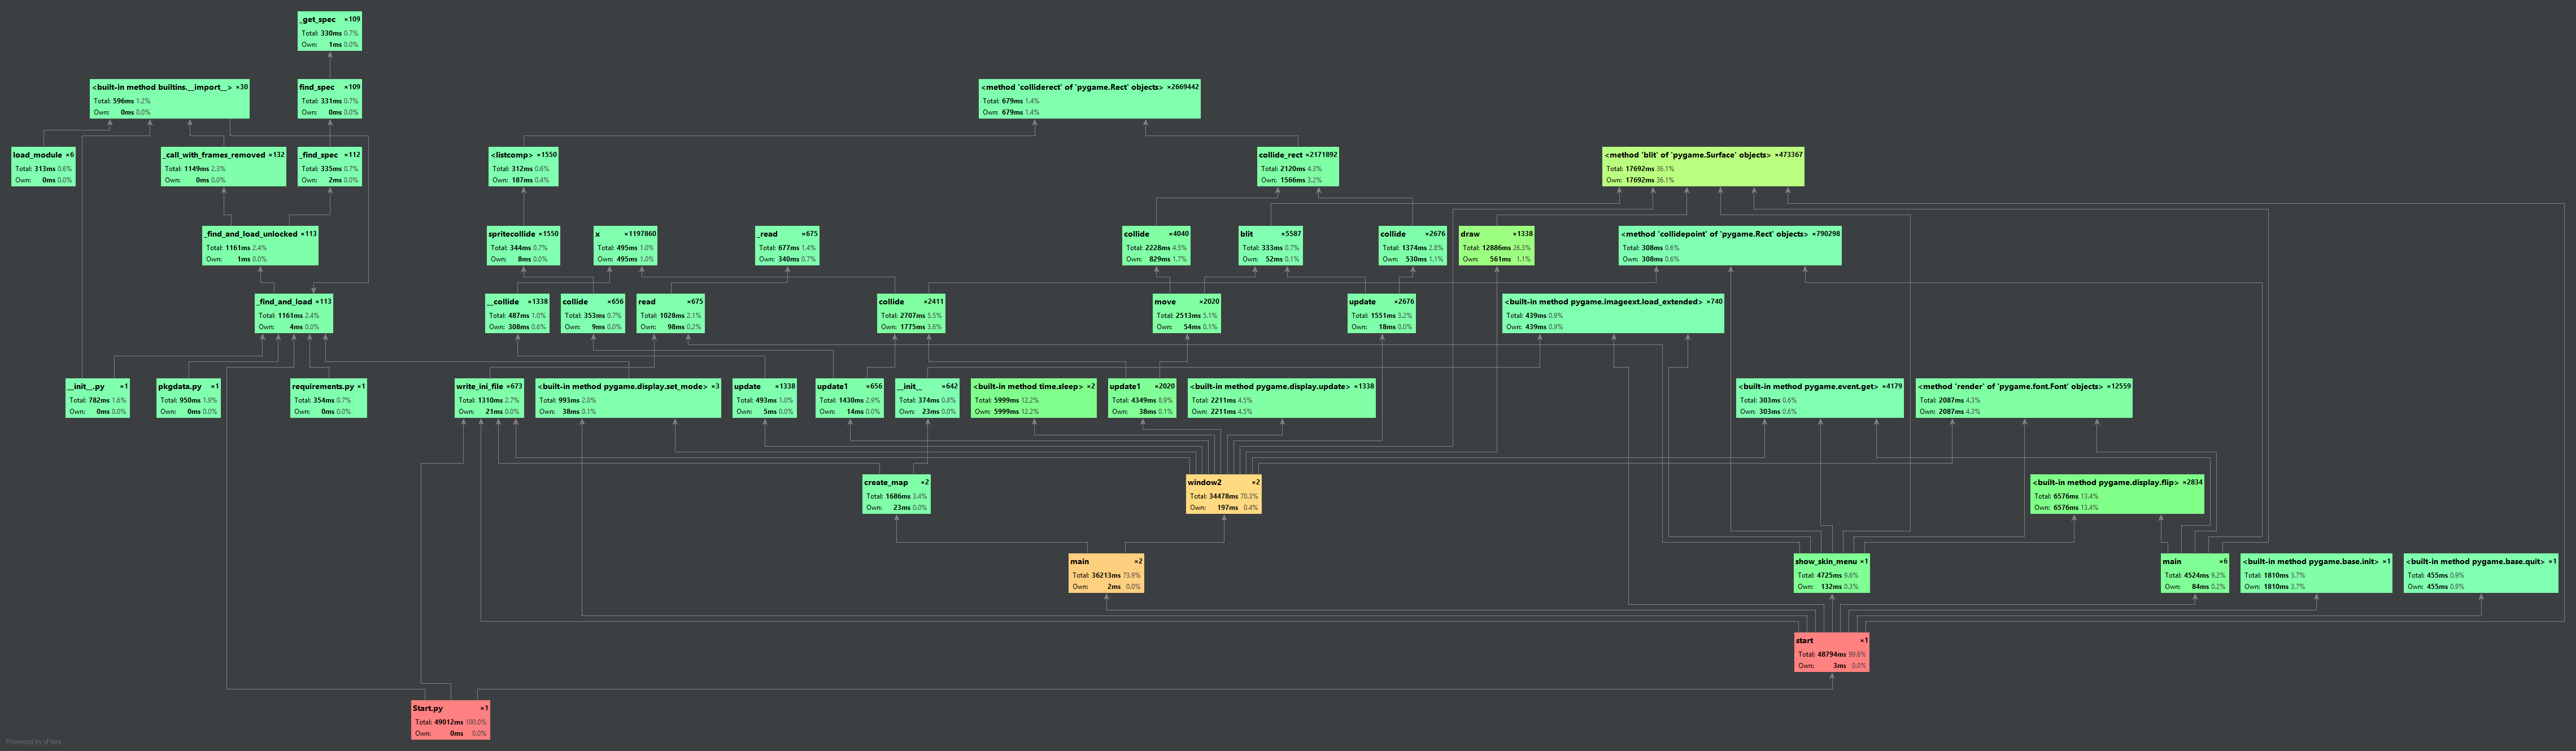 _get_spec ×109
Total: 330ms 0.7%
Own: 1ms 0.0%
<built-in method builtins.__import__> ×30
Total: 596ms 1.2%
Own: 0ms 0.0%
find_spec ×109
Total: 331ms 0.7%
Own: 0ms 0.0%
<method 'colliderect' of 'pygame.Rect' objects> ×2669442
Total: 679ms 1.4%
Own: 679ms 1.4%
load_module ×6
Total: 313ms 0.6%
Own: 0ms 0.0%
_call_with_frames_removed ×132
Total: 1149ms 2.3%
Own: 0ms 0.0%
_find_spec ×112
Total: 335ms 0.7%
Own: 2ms 0.0%
<listcomp> ×1550
Total: 312ms 0.6%
Own: 187ms 0.4%
collide_rect ×2171892
Total: 2120ms 4.3%
Own: 1566ms 3.2%
<method 'blit' of 'pygame.Surface' objects> ×473367
Total: 17692ms 36.1%
Own: 17692ms 36.1%
_find_and_load_unlocked ×113
Total: 1161ms 2.4%
Own: 1ms 0.0%
spritecollide ×1550
Total: 344ms 0.7%
Own: 8ms 0.0%
x ×1197860
Total: 495ms 1.0%
Own: 495ms 1.0%
_read ×675
Total: 677ms 1.4%
Own: 340ms 0.7%
collide ×4040
Total: 2228ms 4.5%
Own: 829ms 1.7%
blit ×5587
Total: 333ms 0.7%
Own: 52ms 0.1%
collide ×2676
Total: 1374ms 2.8%
Own: 530ms 1.1%
draw ×1338
Total: 12886ms 26.3%
Own: 561ms 1.1%
<method 'collidepoint' of 'pygame.Rect' objects> ×790298
Total: 308ms 0.6%
Own: 308ms 0.6%
_find_and_load ×113
Total: 1161ms 2.4%
Own: 4ms 0.0%
__collide ×1338
Total: 487ms 1.0%
Own: 308ms 0.6%
collide ×656
Total: 353ms 0.7%
Own: 9ms 0.0%
read ×675
Total: 1028ms 2.1%
Own: 98ms 0.2%
collide ×2411
Total: 2707ms 5.5%
Own: 1775ms 3.6%
move ×2020
Total: 2513ms 5.1%
Own: 54ms 0.1%
update ×2676
Total: 1551ms 3.2%
Own: 18ms 0.0%
<built-in method pygame.imageext.load_extended> ×740
Total: 439ms 0.9%
Own: 439ms 0.9%
__init__.py ×1
Total: 782ms 1.6%
Own: 0ms 0.0%
pkgdata.py ×1
Total: 950ms 1.9%
Own: 0ms 0.0%
requirements.py ×1
Total: 354ms 0.7%
Own: 0ms 0.0%
write_ini_file ×673
Total: 1310ms 2.7%
Own: 21ms 0.0%
<built-in method pygame.display.set_mode> ×3
Total: 993ms 2.0%
Own: 38ms 0.1%
update ×1338
Total: 493ms 1.0%
Own: 5ms 0.0%
update1 ×656
Total: 1430ms 2.9%
Own: 14ms 0.0%
__init__ ×642
Total: 374ms 0.8%
Own: 23ms 0.0%
<built-in method time.sleep> ×2
Total: 5999ms 12.2%
Own: 5999ms 12.2%
update1 ×2020
Total: 4349ms 8.9%
Own: 38ms 0.1%
<built-in method pygame.display.update> ×1338
Total: 2211ms 4.5%
Own: 2211ms 4.5%
<built-in method pygame.event.get> ×4179
Total: 303ms 0.6%
Own: 303ms 0.6%
<method 'render' of 'pygame.font.Font' objects> ×12559
Total: 2087ms 4.3%
Own: 2087ms 4.3%
create_map ×2
Total: 1686ms 3.4%
Own: 23ms 0.0%
window2 ×2
Total: 34478ms 70.3%
Own: 197ms 0.4%
<built-in method pygame.display.flip> ×2834
Total: 6576ms 13.4%
Own: 6576ms 13.4%
main ×2
Total: 36213ms 73.9%
Own: 2ms 0.0%
show_skin_menu ×1
Total: 4725ms 9.6%
Own: 132ms 0.3%
main ×6
Total: 4524ms 9.2%
Own: 84ms 0.2%
<built-in method pygame.base.init> ×1
Total: 1810ms 3.7%
Own: 1810ms 3.7%
<built-in method pygame.base.quit> ×1
Total: 455ms 0.9%
Own: 455ms 0.9%
start ×1
Total: 48794ms 99.6%
Own: 3ms 0.0%
Start.py ×1
Total: 49012ms 100.0%
Own: 0ms 0.0%
Powered by yFiles